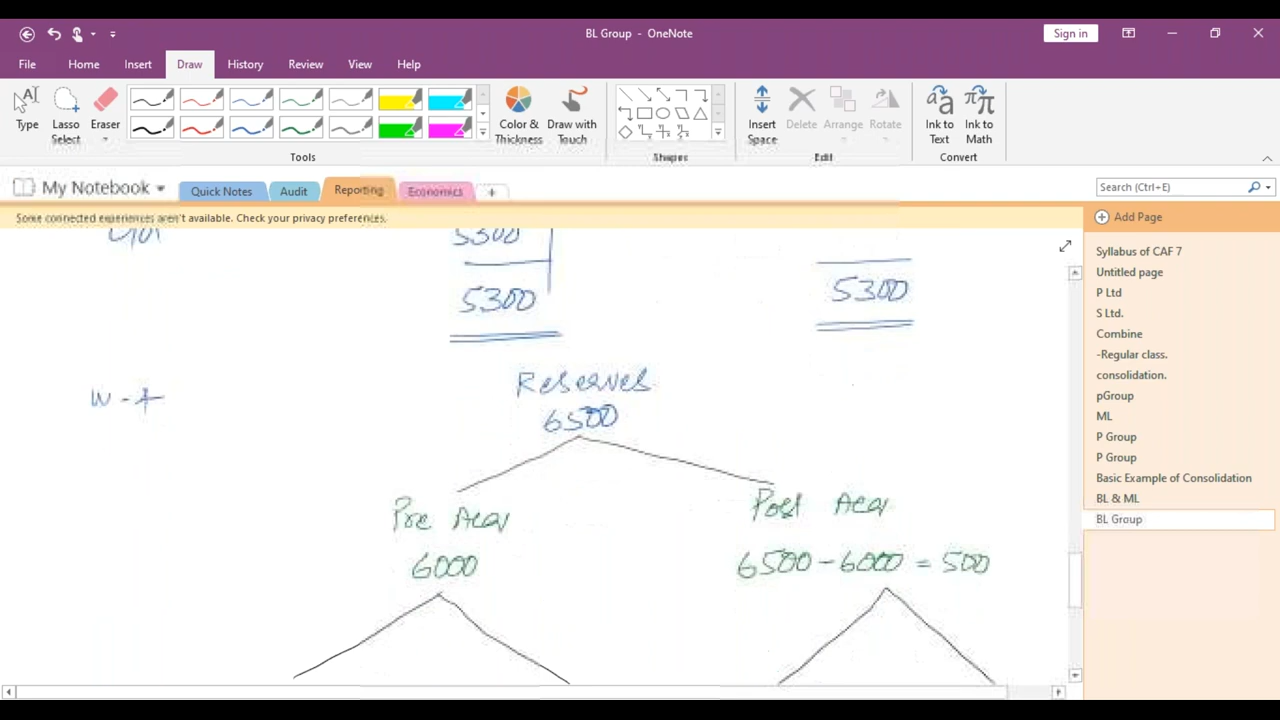 BL Group - OneNote
Sign in
File Home Insert Draw History Review View Help
Type
Lasso Select
Eraser
Color & Thickness
Draw with Touch
Insert Space
Delete
Arrange
Rotate
Ink to Text
Ink to Math
Tools
Shapes
Edit
Convert
My Notebook
Quick Notes
Audit
Reporting
Economics
+
Search (Ctrl+E)
Some connected experiences aren't available. Check your privacy preferences.
Add Page
Syllabus of CAF 7
Untitled page
P Ltd
S Ltd.
Combine
-Regular class.
consolidation.
pGroup
ML
P Group
P Group
Basic Example of Consolidation
BL & ML
BL Group
5300
5300 5300
Reserves
W-4
6500
Pre Acq Post Acq
6000 6500 - 6000 = 500